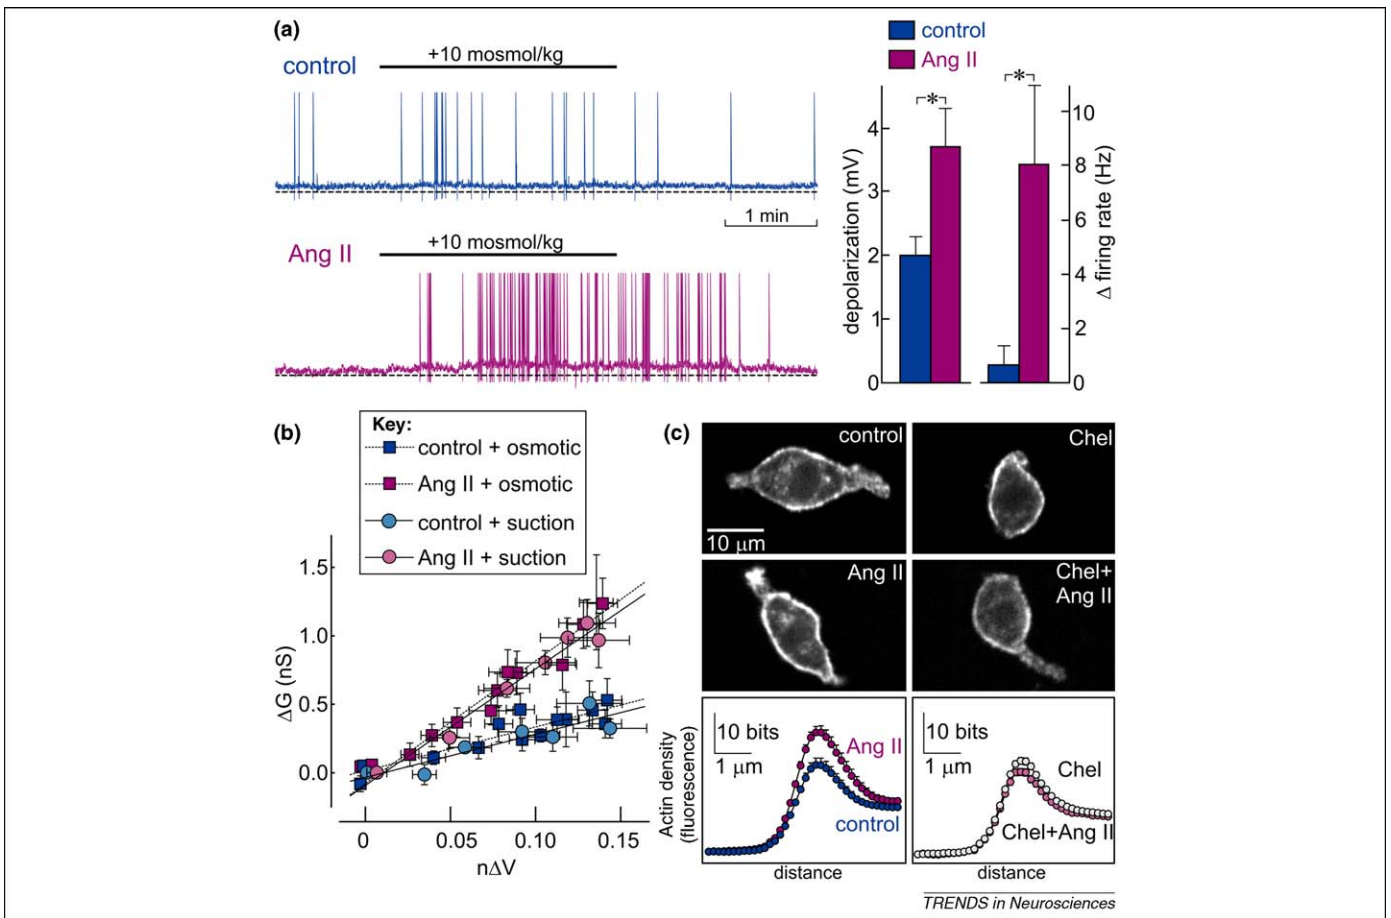 (a)
control
+10 mosmol/kg
1 min
Ang II
+10 mosmol/kg
control
Ang II
depolarization (mV)
4
3
2
1
0
*
*
Δ firing rate (Hz)
10
8
6
4
2
0
(b)
Key:
control + osmotic
Ang II + osmotic
control + suction
Ang II + suction
ΔG (nS)
1.5
1.0
0.5
0.0
0
0.05
0.10
0.15
nΔV
(c)
control
10 μm
Chel
Ang II
Chel+
Ang II
Actin density
(fluorescence)
10 bits
1 μm
Ang II
control
distance
10 bits
1 μm
Chel
Chel+Ang II
distance
TRENDS in Neurosciences